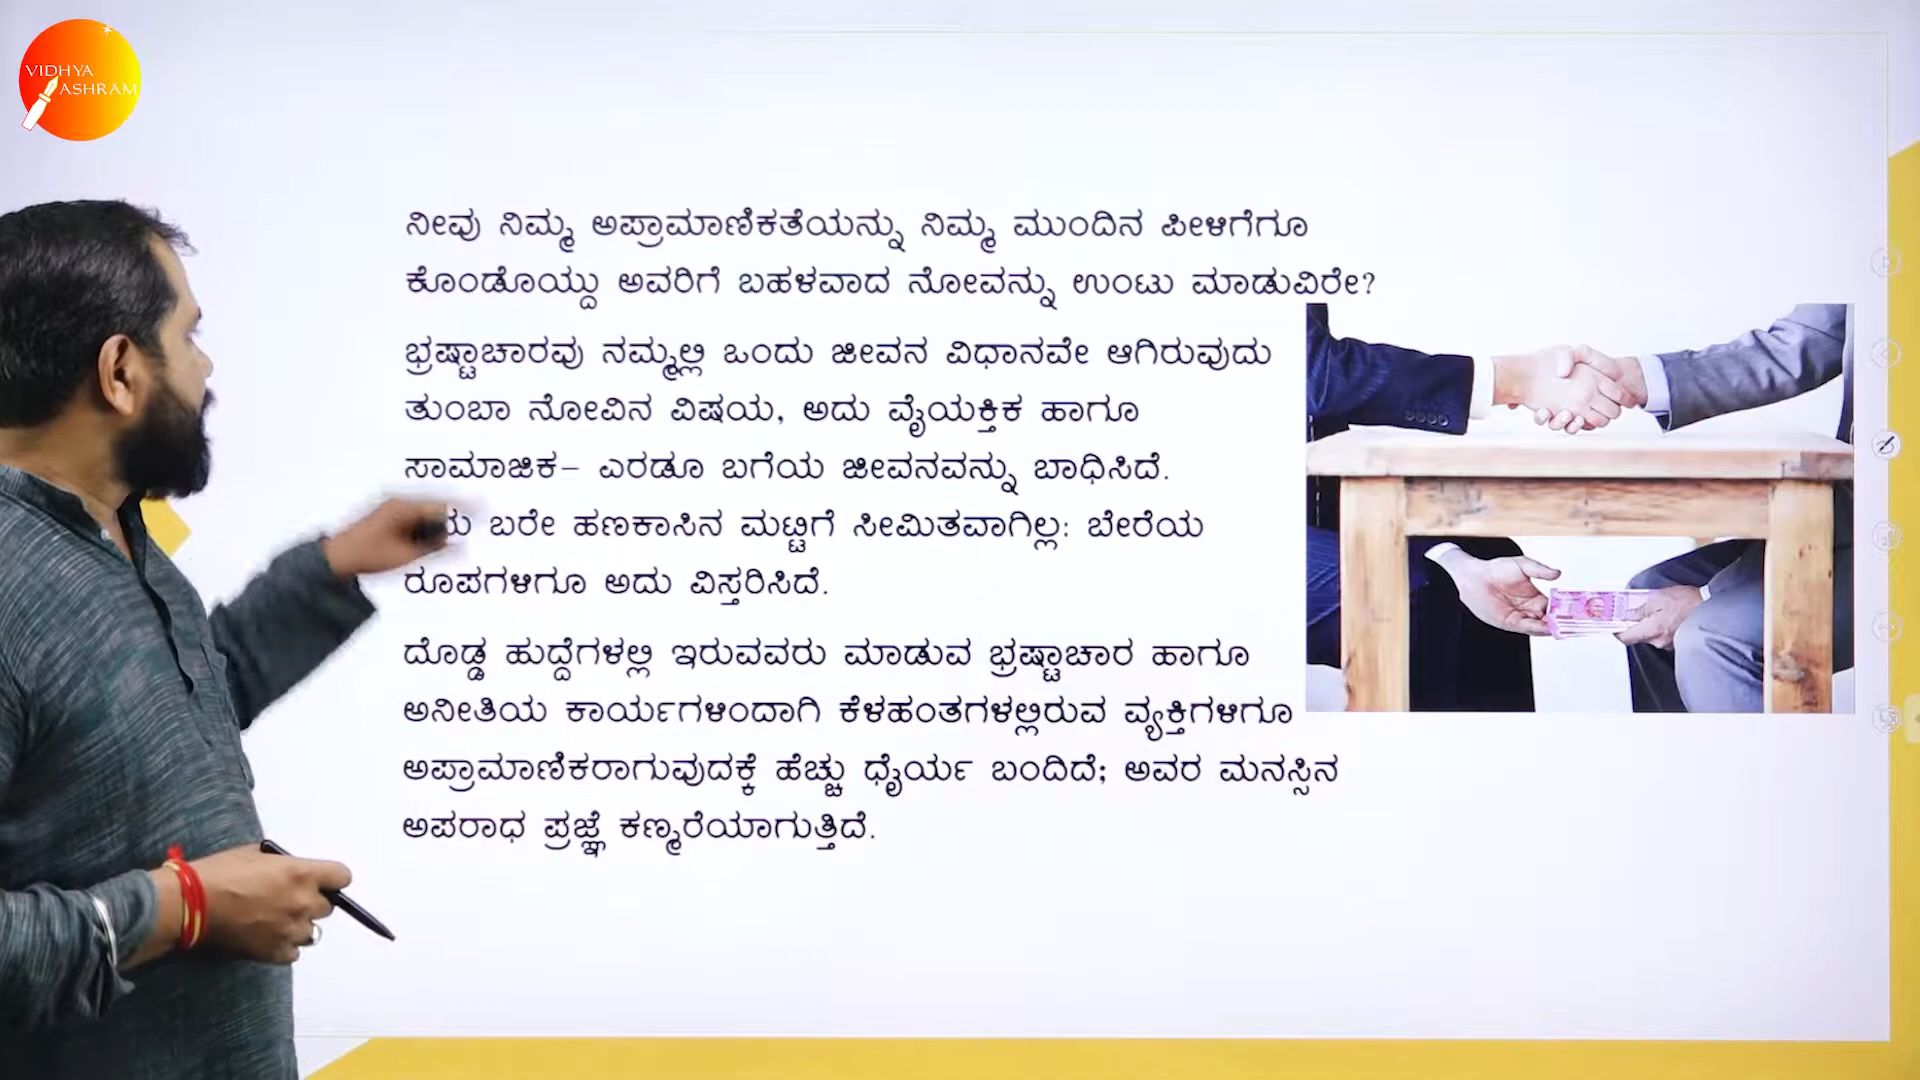 VIDHYA
ASHRAM
ನೀವು ನಿಮ್ಮ ಅಪ್ರಾಮಾಣಿಕತೆಯನ್ನು ನಿಮ್ಮ ಮುಂದಿನ ಪೀಳಿಗೆಗೂ
ಕೊಂಡೊಯ್ದು ಅವರಿಗೆ ಬಹಳವಾದ ನೋವನ್ನು ಉಂಟು ಮಾಡುವಿರೇ?
ಭ್ರಷ್ಟಾಚಾರವು ನಮ್ಮಲ್ಲಿ ಒಂದು ಜೀವನ ವಿಧಾನವೇ ಆಗಿರುವುದು
ತುಂಬಾ ನೋವಿನ ವಿಷಯ, ಅದು ವೈಯಕ್ತಿಕ ಹಾಗೂ
ಸಾಮಾಜಿಕ– ಎರಡೂ ಬಗೆಯ ಜೀವನವನ್ನು ಬಾಧಿಸಿದೆ.
ಬರೇ ಹಣಕಾಸಿನ ಮಟ್ಟಿಗೆ ಸೀಮಿತವಾಗಿಲ್ಲ: ಬೇರೆಯ
ರೂಪಗಳಿಗೂ ಅದು ವಿಸ್ತರಿಸಿದೆ.
ದೊಡ್ಡ ಹುದ್ದೆಗಳಲ್ಲಿ ಇರುವವರು ಮಾಡುವ ಭ್ರಷ್ಟಾಚಾರ ಹಾಗೂ
ಅನೀತಿಯ ಕಾರ್ಯಗಳಿಂದಾಗಿ ಕೆಳಹಂತಗಳಲ್ಲಿರುವ ವ್ಯಕ್ತಿಗಳಿಗೂ
ಅಪ್ರಾಮಾಣಿಕರಾಗುವುದಕ್ಕೆ ಹೆಚ್ಚು ಧೈರ್ಯ ಬಂದಿದೆ; ಅವರ ಮನಸ್ಸಿನ
ಅಪರಾಧ ಪ್ರಜ್ಞೆ ಕಣ್ಮರೆಯಾಗುತ್ತಿದೆ.